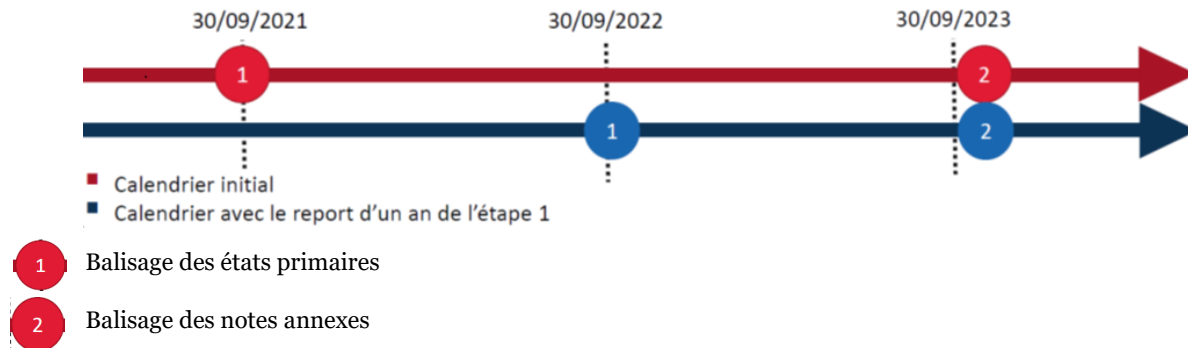 30/09/2021 30/09/2022 30/09/2023
1 2
1 2
Calendrier initial
Calendrier avec le report d'un an de l'étape 1
1 Balisage des états primaires
2 Balisage des notes annexes